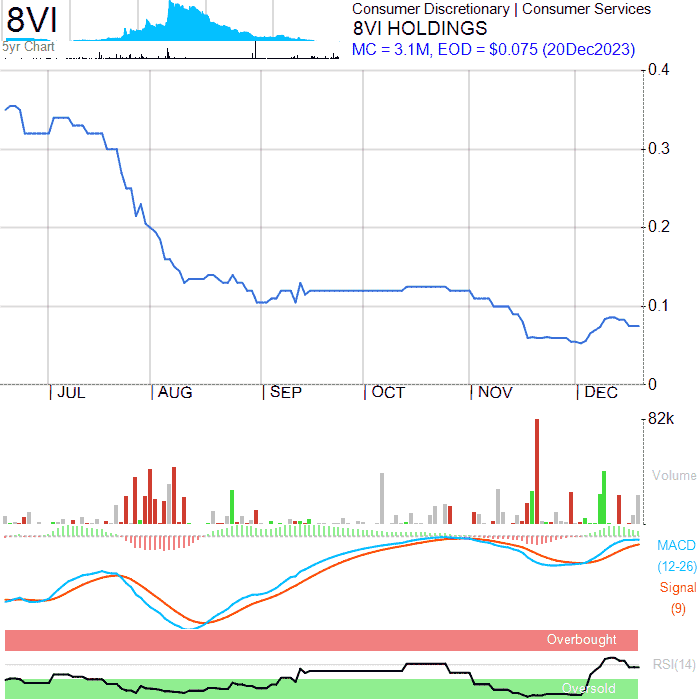 8VI
5yr Chart
Consumer Discretionary | Consumer Services
8VI HOLDINGS
MC = 3.1M, EOD = $0.075 (20Dec2023)
0.4
0.3
0.2
0.1
0
JUL AUG SEP OCT NOV DEC
82k
Volume
MACD
(12-26)
Signal
(9)
Overbought
RSI(14)
Oversold